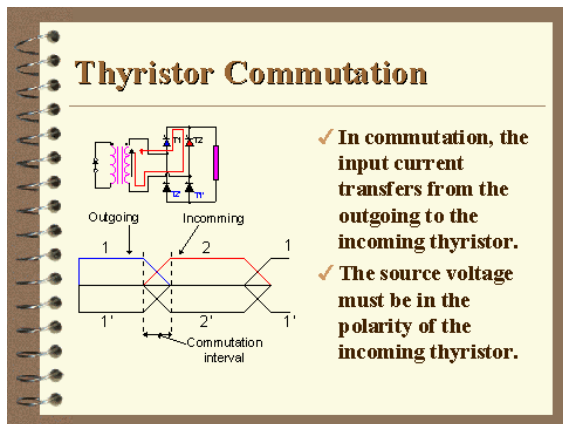 Thyristor Commutation
T1 T2
T2' T1'
Outgoing Incomming
1 2 1
1' 2' 1'
Commutation
interval
✓ In commutation, the
input current
transfers from the
outgoing to the
incoming thyristor.
✓ The source voltage
must be in the
polarity of the
incoming thyristor.